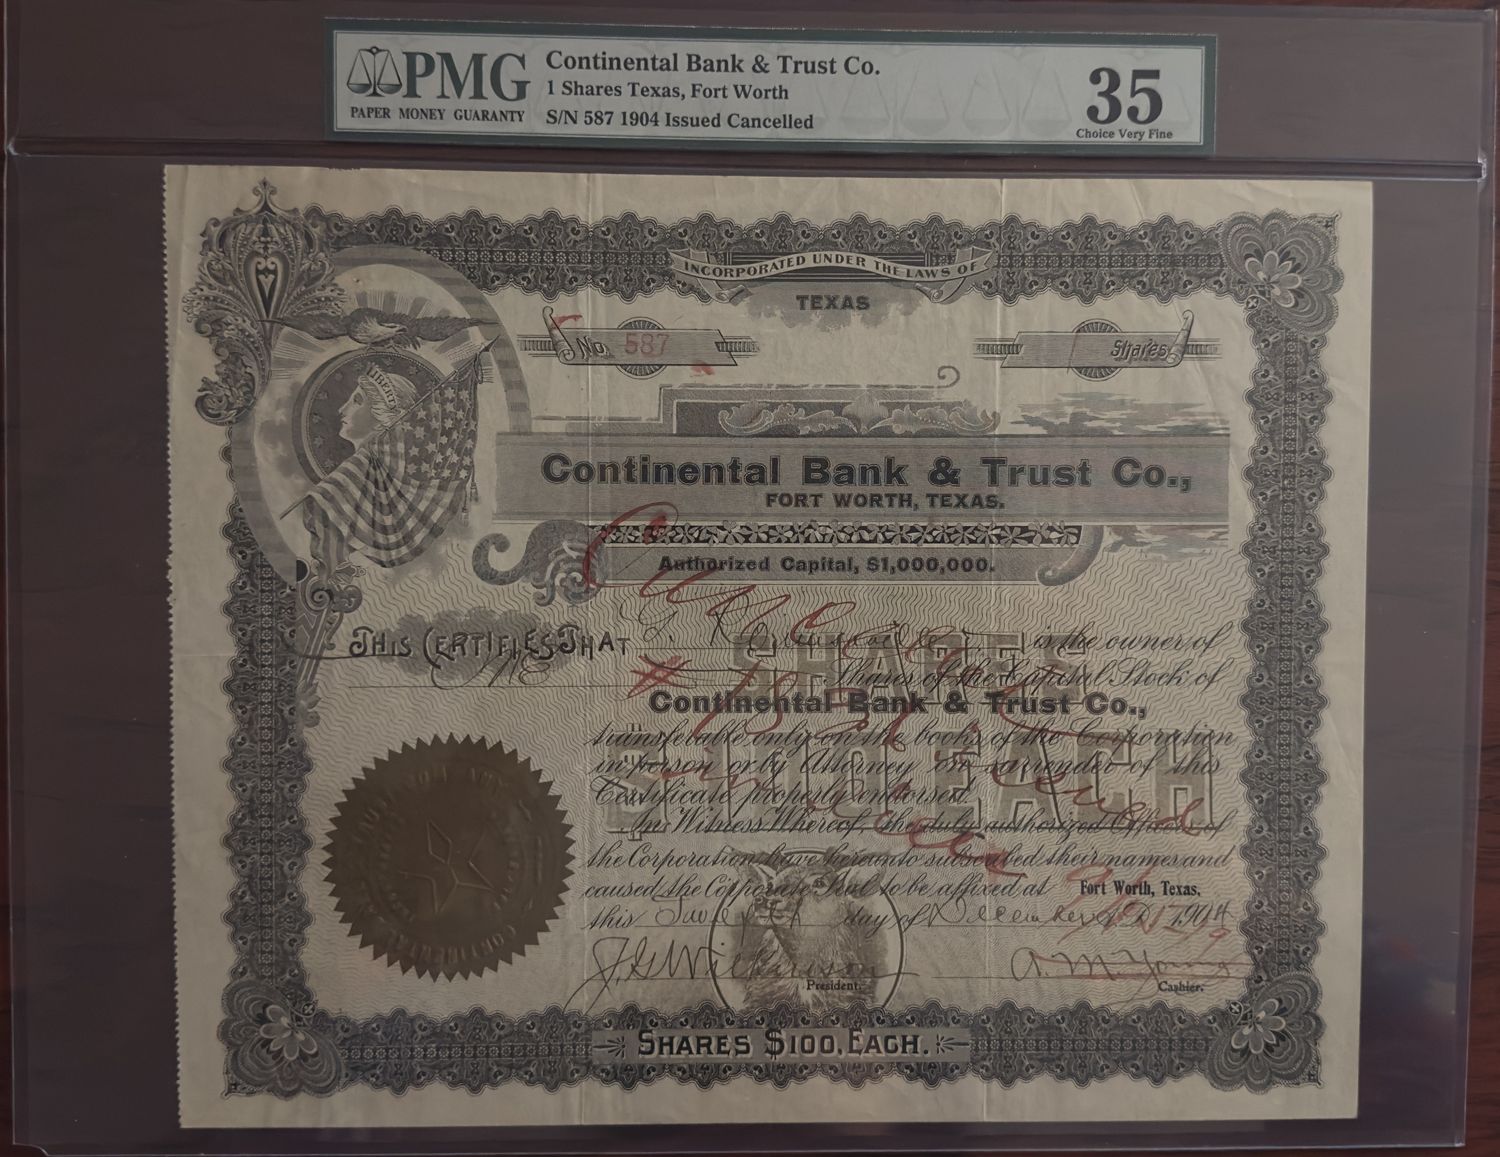 PMG
PAPER MONEY GUARANTY
Continental Bank & Trust Co.
1 Shares Texas, Fort Worth
S/N 587 1904 Issued Cancelled
35
Choice Very Fine
INCORPORATED UNDER THE LAWS OF
TEXAS
No. 587
Shares
LIBERTY
Continental Bank & Trust Co.,
FORT WORTH, TEXAS.
Authorized Capital, $1,000,000.
THIS CERTIFIES THAT is the owner of
One Shares of the Capital Stock of
Continental Bank & Trust Co.,
transferable only on the books of the Corporation
in person or by Attorney on surrender of this
Certificate properly endorsed.
In Witness Whereof, the duly authorized Officers of
the Corporation have hereunto subscribed their names and
caused the Corporate Seal to be affixed at Fort Worth, Texas,
this Twelfth day of December A.D. 1904
SHARES
$100 EACH
Cancelled
J. G. Wilkinson
President.
A. M. Young
Cashier.
SHARES $100, EACH.